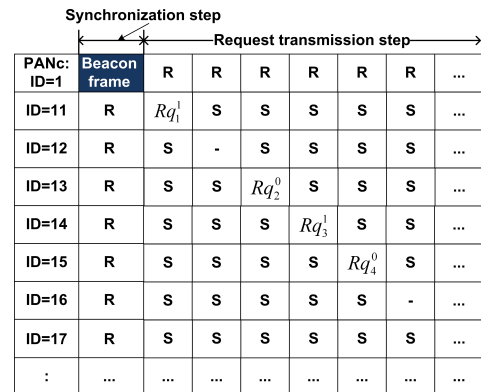 Synchronization step
Request transmission step
PANc: ID=1 Beacon frame R R R R R R ...
ID=11 R Rq₁¹ S S S S S ...
ID=12 R S - S S S S ...
ID=13 R S S Rq₂⁰ S S S ...
ID=14 R S S S Rq₃¹ S S ...
ID=15 R S S S S Rq₄⁰ S ...
ID=16 R S S S S S - ...
ID=17 R S S S S S S ...
: ... ... ... ... ... ... ... ...